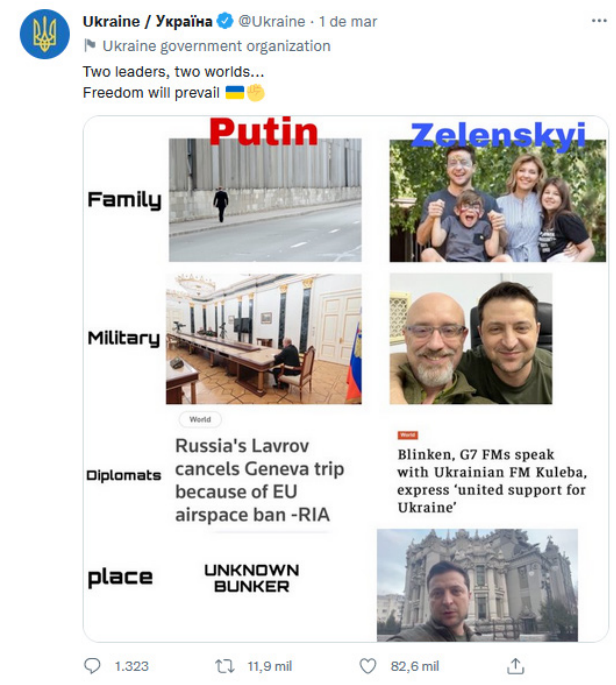 Ukraine / Україна @Ukraine · 1 de mar
Ukraine government organization
Two leaders, two worlds...
Freedom will prevail 🇺🇦✊
Putin
Zelenskyi
Family
Military
Diplomats
World
Russia's Lavrov
cancels Geneva trip
because of EU
airspace ban -RIA
World
Blinken, G7 FMs speak
with Ukrainian FM Kuleba,
express ‘united support for
Ukraine’
place
UNKNOWN
BUNKER
1.323
11,9 mil
82,6 mil